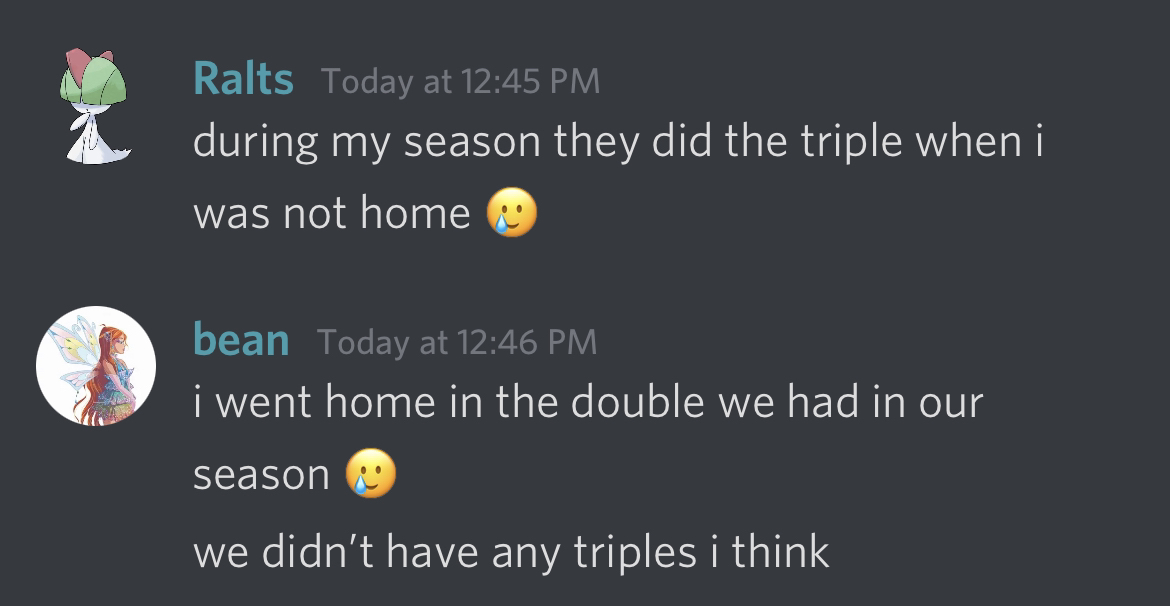 Ralts Today at 12:45 PM
during my season they did the triple when i
was not home 🥲
bean Today at 12:46 PM
i went home in the double we had in our
season 🥲
we didn’t have any triples i think